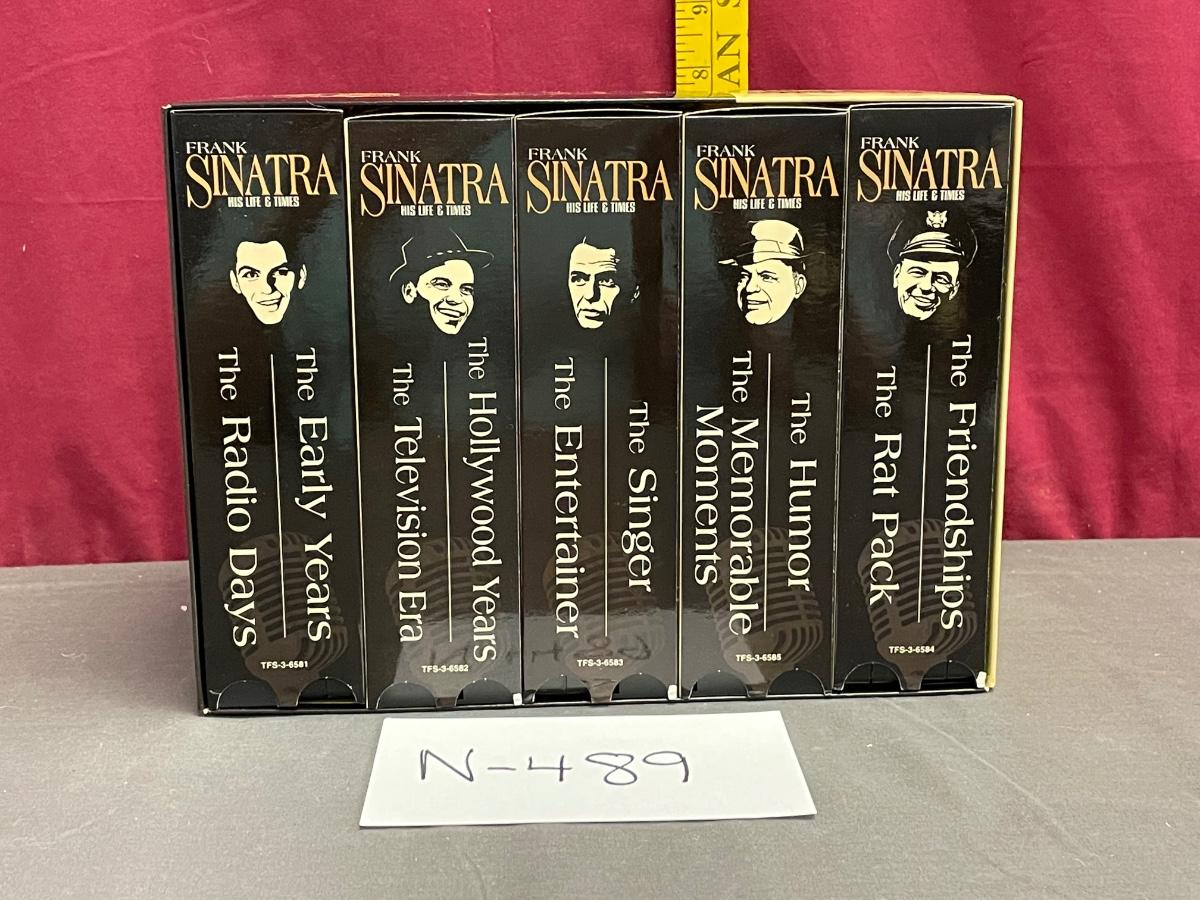 9
8
AN S
FRANK
SINATRA
HIS LIFE & TIMES
The Early Years
The Radio Days
TFS-3-6581
FRANK
SINATRA
HIS LIFE & TIMES
The Hollywood Years
The Television Era
TFS-3-6582
FRANK
SINATRA
HIS LIFE & TIMES
The Singer
The Entertainer
TFS-3-6583
FRANK
SINATRA
HIS LIFE & TIMES
The Humor
The Memorable
Moments
TFS-3-6585
FRANK
SINATRA
HIS LIFE & TIMES
The Friendships
The Rat Pack
TFS-3-6584
N-489